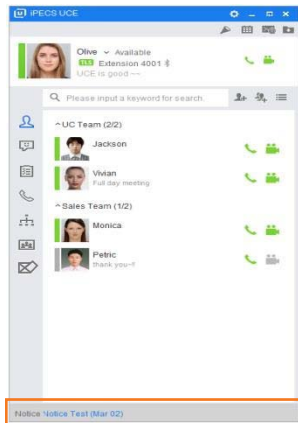 iPECS UCE
Olive Available
TLS Extension 4001
UCE is good ~~
Please input a keyword for search.
UC Team (2/2)
Jackson
Vivian
Full day meeting
Sales Team (1/2)
Monica
Petric
thank you~!!
Notice Notice Test (Mar 02)